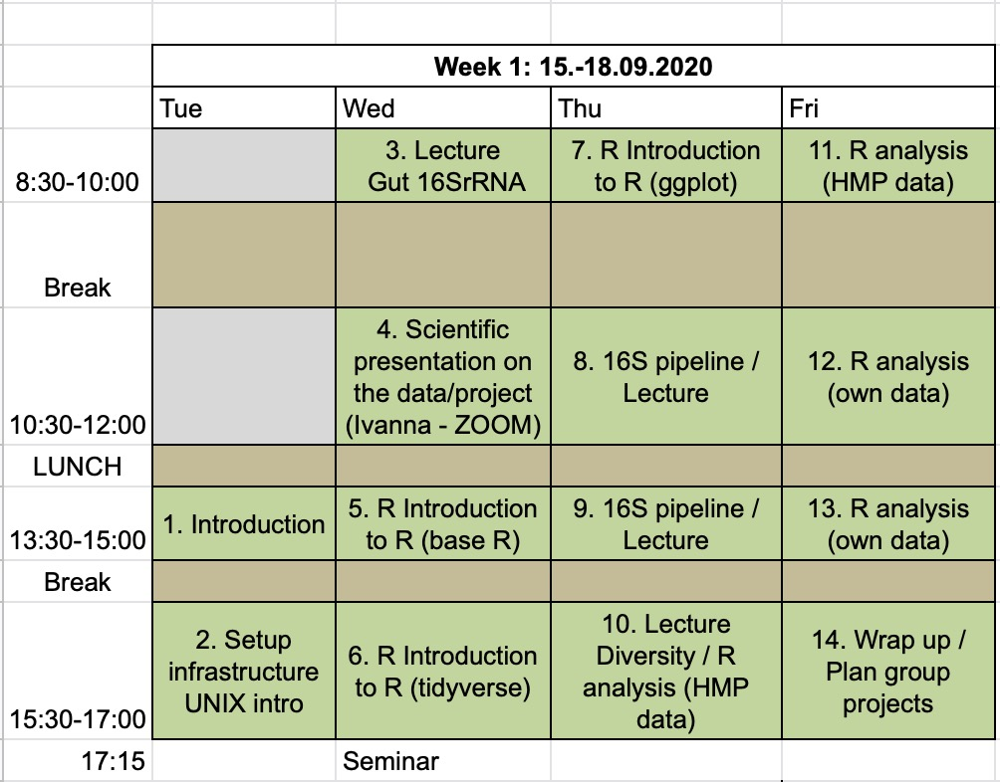 Week 1: 15.-18.09.2020
Tue Wed Thu Fri
8:30-10:00
3. Lecture
Gut 16SrRNA
7. R Introduction
to R (ggplot)
11. R analysis
(HMP data)
Break
10:30-12:00
4. Scientific
presentation on
the data/project
(Ivanna - ZOOM)
8. 16S pipeline /
Lecture
12. R analysis
(own data)
LUNCH
13:30-15:00
1. Introduction
5. R Introduction
to R (base R)
9. 16S pipeline /
Lecture
13. R analysis
(own data)
Break
15:30-17:00
2. Setup
infrastructure
UNIX intro
6. R Introduction
to R (tidyverse)
10. Lecture
Diversity / R
analysis (HMP
data)
14. Wrap up /
Plan group
projects
17:15 Seminar